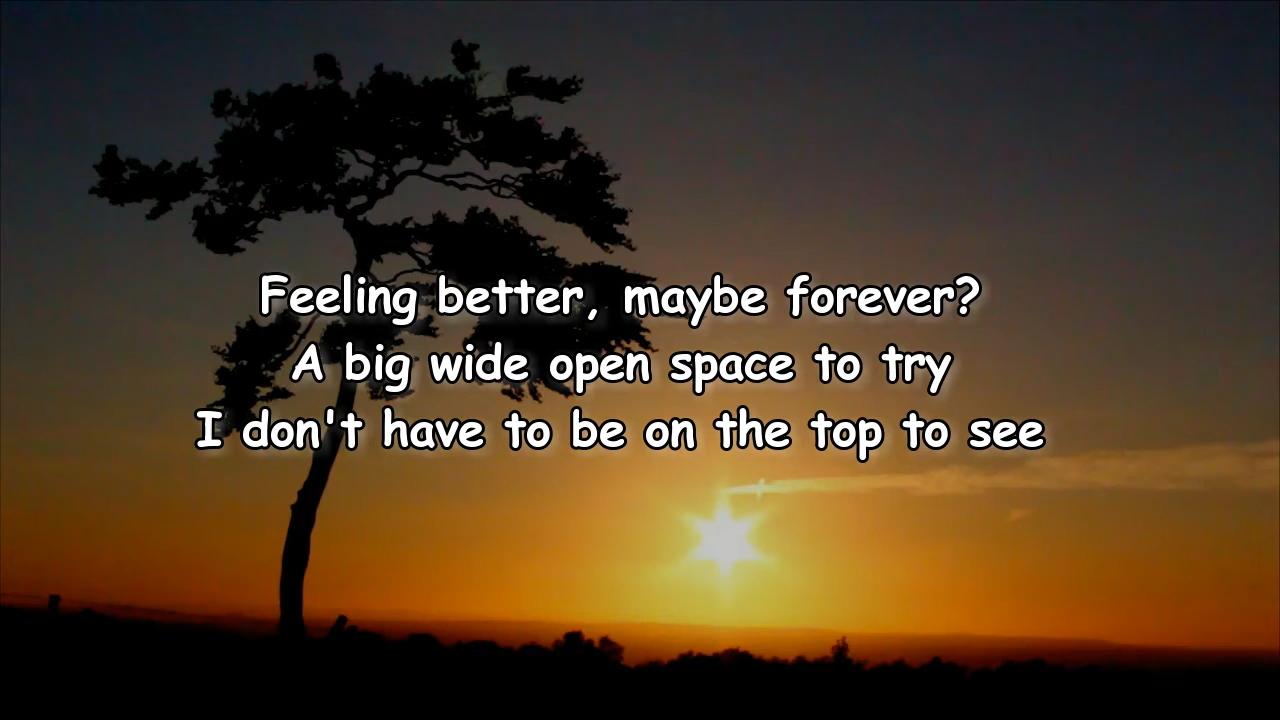 Feeling better, maybe forever?
A big wide open space to try
I don't have to be on the top to see